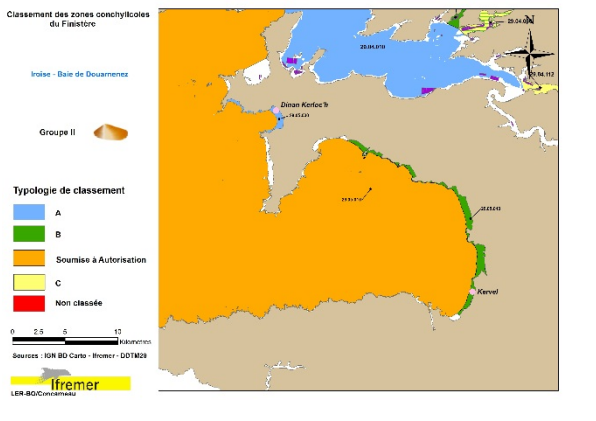 Classement des zones conchylicoles
du Finistère
Iroise - Baie de Douarnenez
Groupe II
Typologie de classement
A
B
Soumise à Autorisation
C
Non classée
0 2.5 5 10
Kilomètres
Sources : IGN BD Carto - Ifremer - DDTM29
Ifremer
LER-BO/Concarneau
N
29.04.010
29.04.112
Dinan Kerloc'h
Kervel